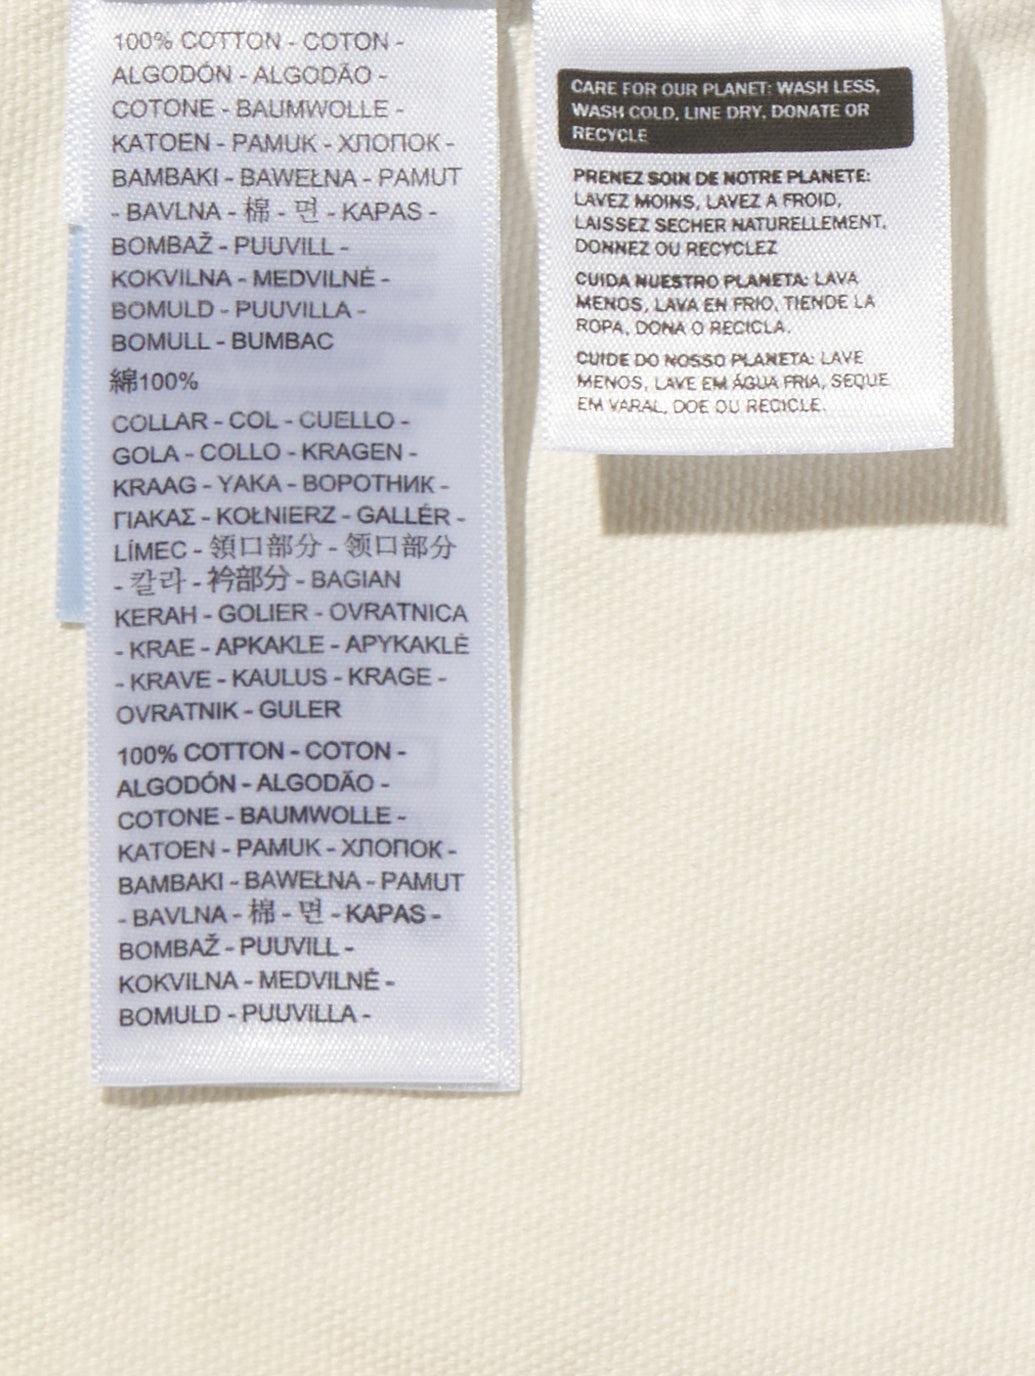 100% COTTON - COTON -
ALGODÓN - ALGODÃO -
COTONE - BAUMWOLLE -
KATOEN - PAMUK - ХЛОПОК -
BAMBAKI - BAWEŁNA - PAMUT
- BAVLNA - 棉 - 면 - KAPAS -
BOMBAŽ - PUUVILL -
KOKVILNA - MEDVILNĖ -
BOMULD - PUUVILLA -
BOMULL - BUMBAC
綿100%
COLLAR - COL - CUELLO -
GOLA - COLLO - KRAGEN -
KRAAG - YAKA - ВОРОТНИК -
ΓΙΑΚΑΣ - KOŁNIERZ - GALLÉR -
LÍMEC - 領口部分 - 领口部分
- 칼라 - 衿部分 - BAGIAN
KERAH - GOLIER - OVRATNICA
- KRAE - APKAKLE - APYKAKLĖ
- KRAVE - KAULUS - KRAGE -
OVRATNIK - GULER
100% COTTON - COTON -
ALGODÓN - ALGODÃO -
COTONE - BAUMWOLLE -
KATOEN - PAMUK - ХЛОПОК -
BAMBAKI - BAWEŁNA - PAMUT
- BAVLNA - 棉 - 면 - KAPAS -
BOMBAŽ - PUUVILL -
KOKVILNA - MEDVILNĖ -
BOMULD - PUUVILLA -
CARE FOR OUR PLANET: WASH LESS,
WASH COLD, LINE DRY, DONATE OR
RECYCLE
PRENEZ SOIN DE NOTRE PLANETE:
LAVEZ MOINS, LAVEZ A FROID,
LAISSEZ SECHER NATURELLEMENT,
DONNEZ OU RECYCLEZ
CUIDA NUESTRO PLANETA: LAVA
MENOS, LAVA EN FRIO, TIENDE LA
ROPA, DONA O RECICLA.
CUIDE DO NOSSO PLANETA: LAVE
MENOS, LAVE EM ÁGUA FRIA, SEQUE
EM VARAL, DOE OU RECICLE.